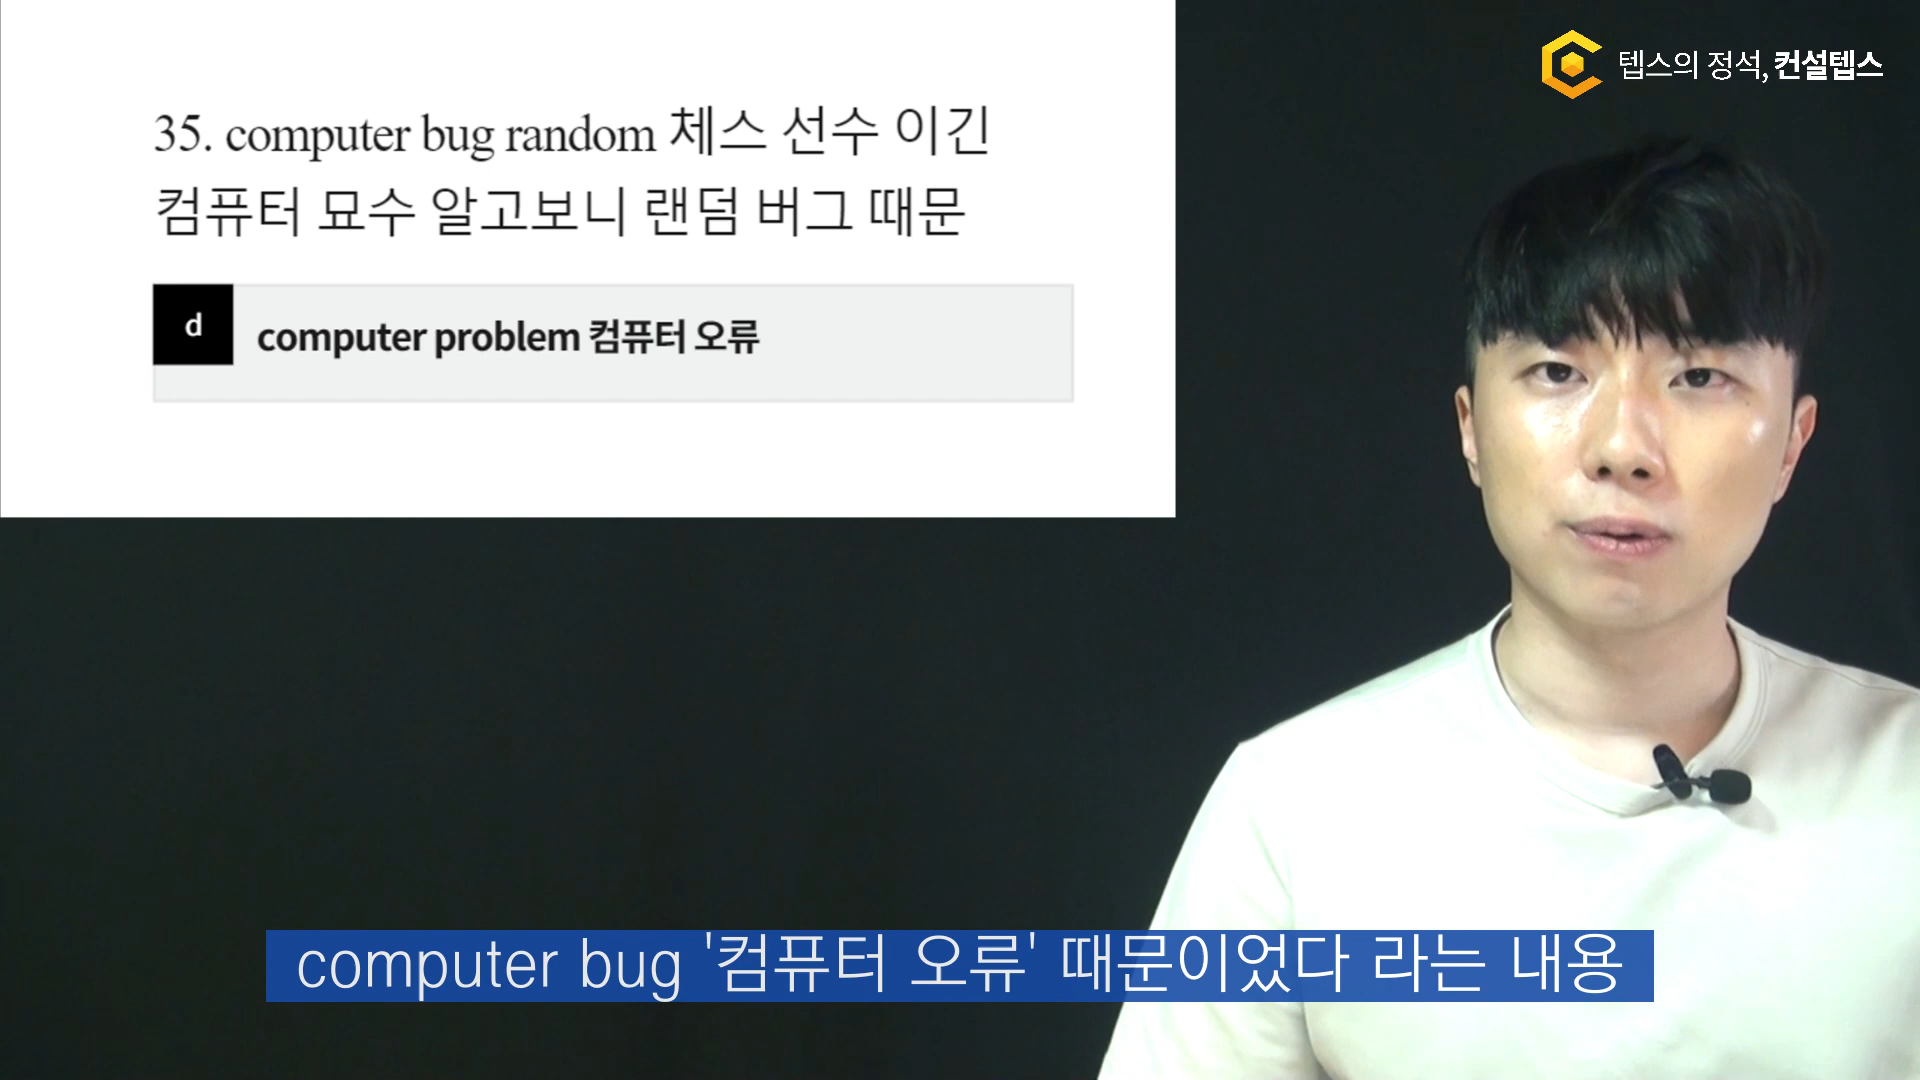 텝스의 정석, 컨설텝스
35. computer bug random 체스 선수 이긴
컴퓨터 묘수 알고보니 랜덤 버그 때문
d
computer problem 컴퓨터 오류
computer bug '컴퓨터 오류' 때문이었다 라는 내용